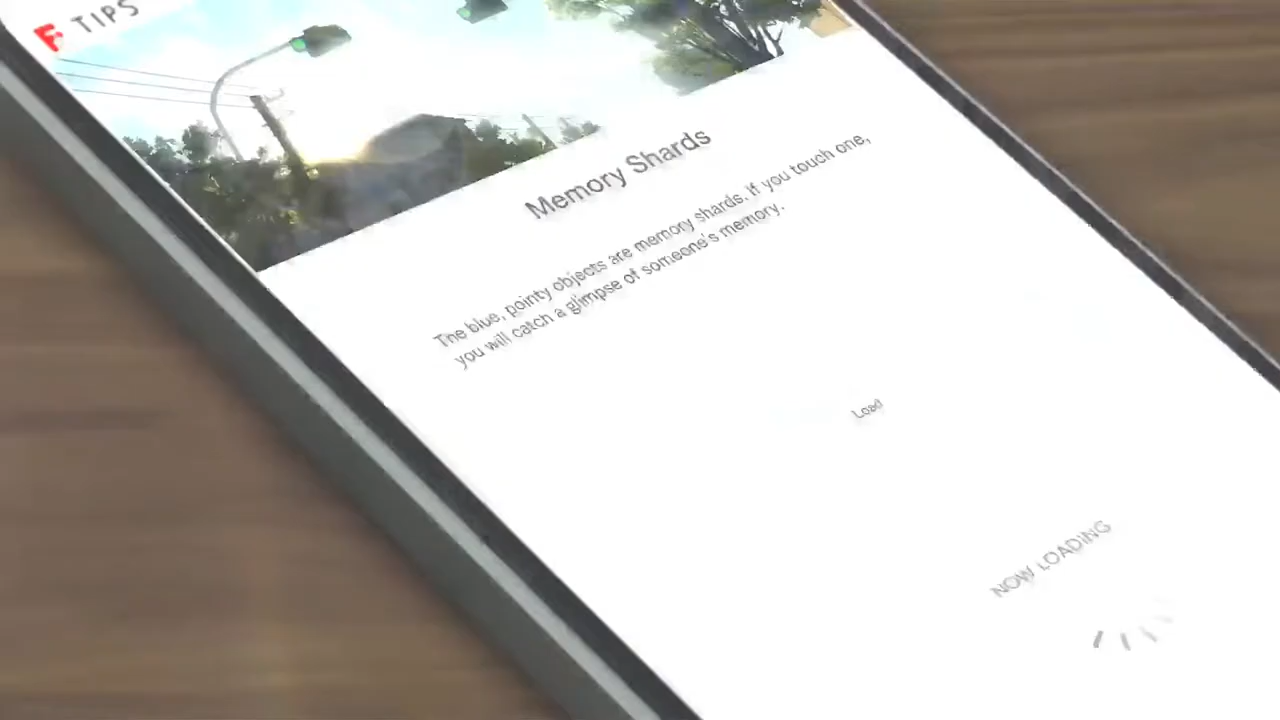 F TIPS
Memory Shards
The blue, pointy objects are memory shards. If you touch one,
you will catch a glimpse of someone's memory.
Load
NOW LOADING